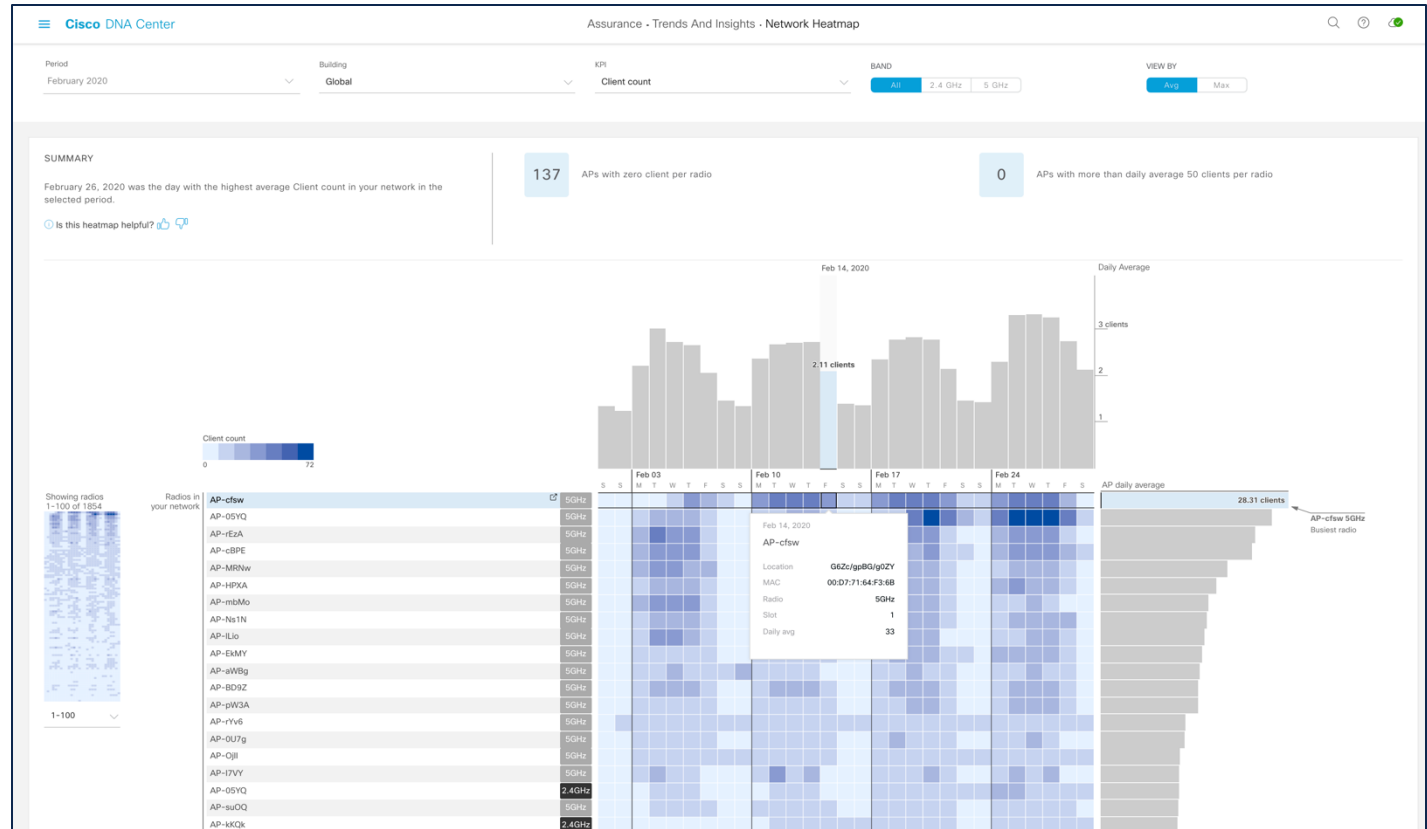 Cisco DNA Center
Assurance · Trends And Insights · Network Heatmap
Period
February 2020
Building
Global
KPI
Client count
BAND
All 2.4 GHz 5 GHz
VIEW BY
Avg Max
SUMMARY
February 26, 2020 was the day with the highest average Client count in your network in the
selected period.
Is this heatmap helpful?
137 APs with zero client per radio
0 APs with more than daily average 50 clients per radio
Feb 14, 2020
Daily Average
3 clients
2.11 clients
2
1
Client count
0 72
Feb 03 Feb 10 Feb 17 Feb 24
S S M T W T F S S M T W T F S S M T W T F S S M T W T F S
AP daily average
Showing radios
1-100 of 1854
1-100
Radios in
your network
AP-cfsw 5GHz
28.31 clients
AP-cfsw 5GHz
Busiest radio
AP-05YQ 5GHz
AP-rEzA 5GHz
AP-cBPE 5GHz
AP-MRNw 5GHz
AP-HPXA 5GHz
AP-mbMo 5GHz
AP-Ns1N 5GHz
5GHz
AP-EkMY 5GHz
AP-aWBg 5GHz
AP-BD9Z 5GHz
AP-pW3A 5GHz
AP-rYv6 5GHz
AP-0U7g 5GHz
5GHz
5GHz
AP-05YQ 2.4GHz
AP-suOQ 5GHz
AP-kKQk 2.4GHz
Feb 14, 2020
AP-cfsw
Location G6Zc/gpBG/g0ZY
MAC 00:D7:71:64:F3:6B
Radio 5GHz
Slot 1
Daily avg 33